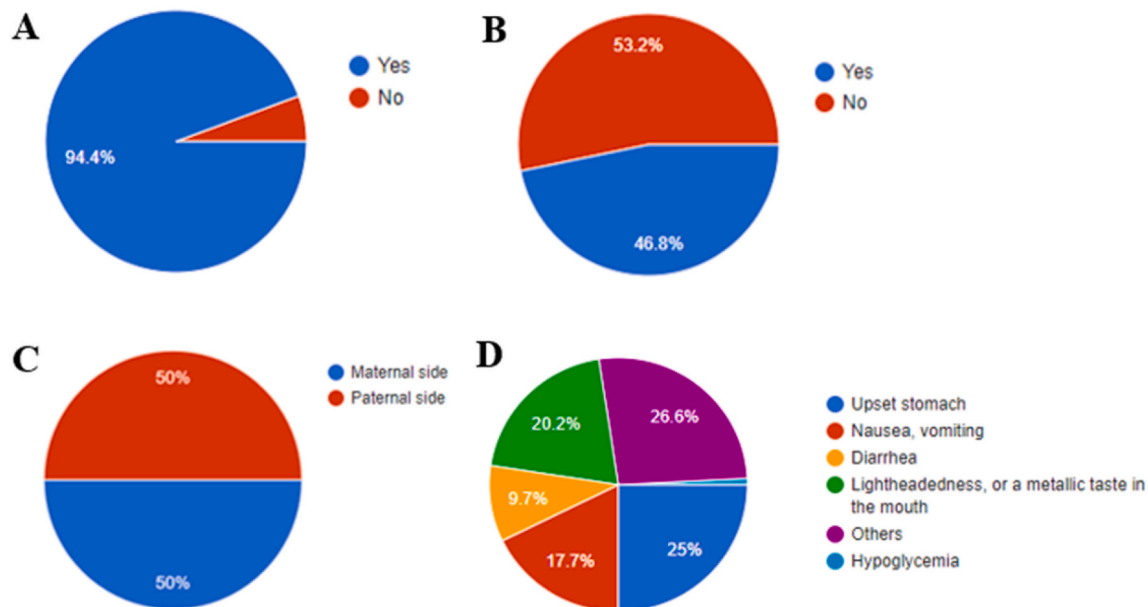 A
94.4%
Yes
No
B
53.2%
46.8%
Yes
No
C
50%
50%
Maternal side
Paternal side
D
20.2%
26.6%
9.7%
17.7%
25%
Upset stomach
Nausea, vomiting
Diarrhea
Lightheadedness, or a metallic taste in
the mouth
Others
Hypoglycemia